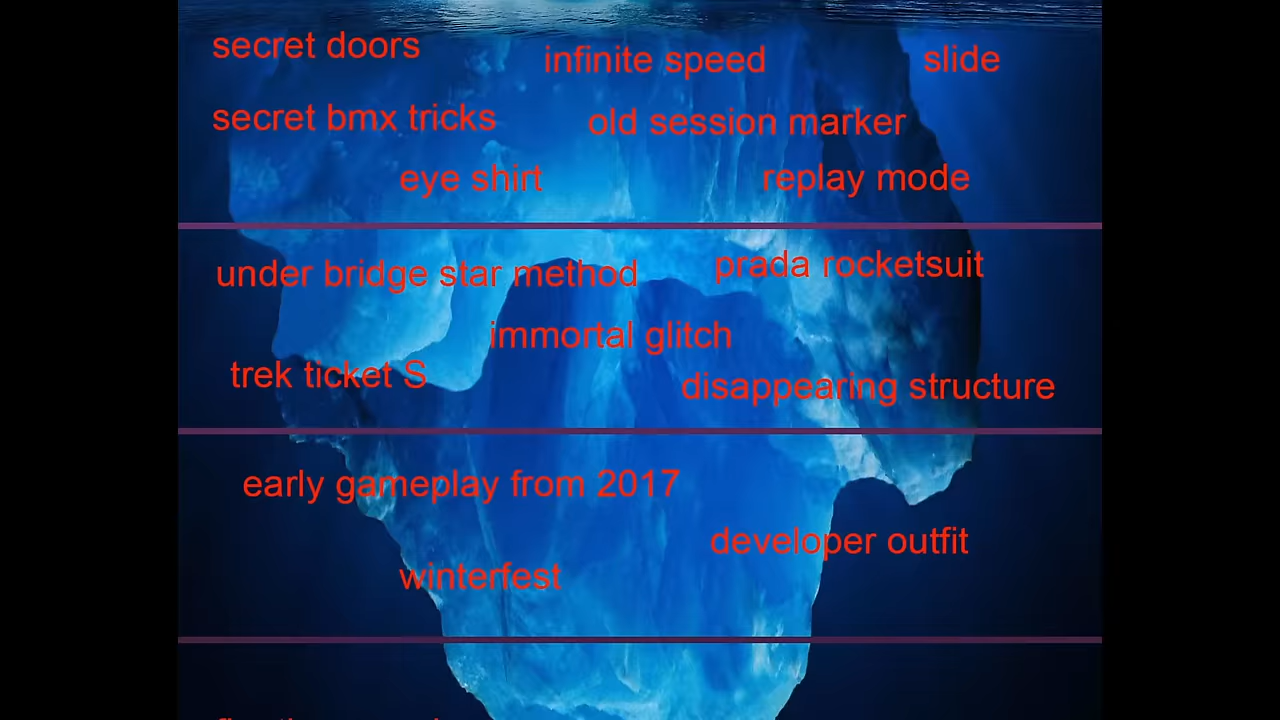 secret doors
infinite speed
slide
secret bmx tricks
old session marker
eye shirt
replay mode
under bridge star method
prada rocketsuit
immortal glitch
trek ticket S
disappearing structure
early gameplay from 2017
developer outfit
winterfest